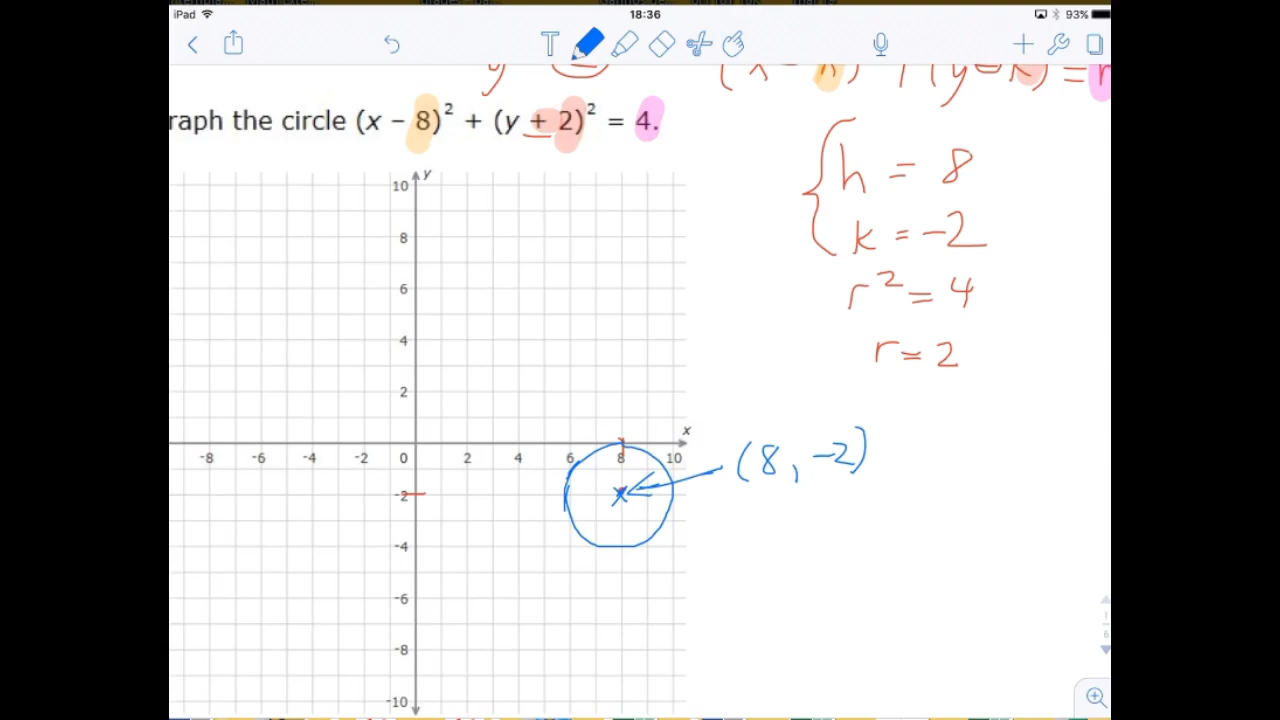 iPad 18:36 93%
T
raph the circle (x − 8)² + (y + 2)² = 4.
h = 8
k = -2
r² = 4
r = 2
y
10
8
6
4
2
x
-8 -6 -4 -2 0 2 4 6 8 10
(8, -2)
-2
-4
-6
-8
-10
1
6